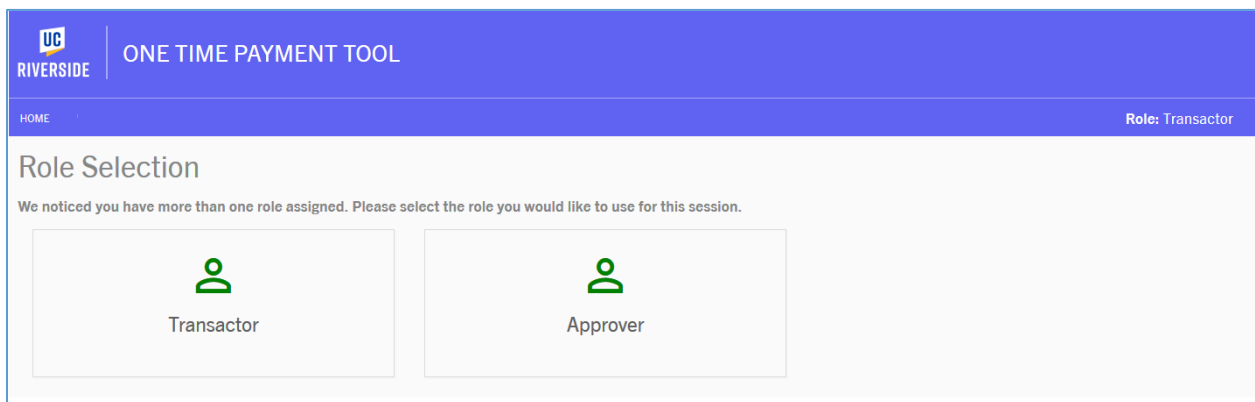 UC
RIVERSIDE
ONE TIME PAYMENT TOOL
HOME
Role: Transactor
Role Selection
We noticed you have more than one role assigned. Please select the role you would like to use for this session.
Transactor
Approver